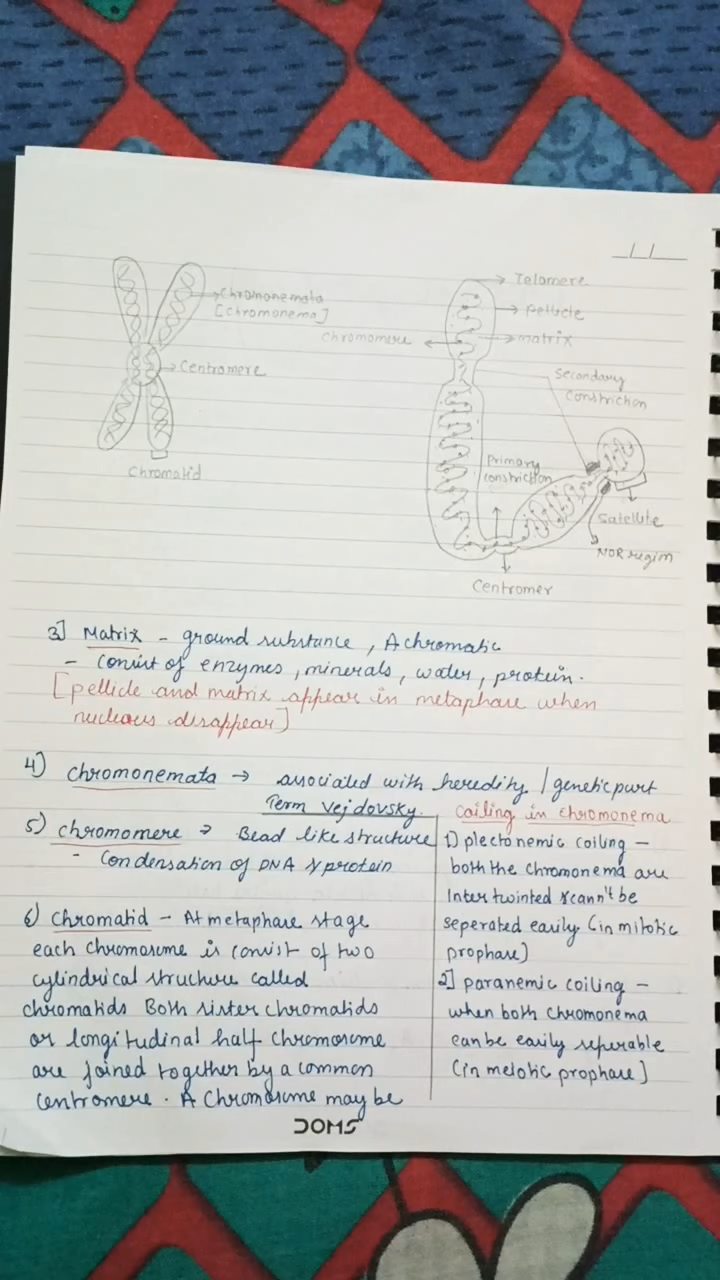 _/_/_
Chromonemata
[Chromonema]
Centromere
Chromatid
Telomere
pellicle
Chromomere
matrix
Secondary
Constriction
Primary
constriction
Satellite
NOR region
Centromer
3] Matrix - ground substance, Achromatic
- Consist of enzymes, minerals, water, protein.
[pellicle and matrix appear in metaphase when
nucleous disappear]
4) Chromonemata → associated with heredity / genetic part
Term Vejdovsky.
5) Chromomere → Bead like structure
- Condensation of DNA & protein
6) Chromatid - At metaphase stage
each chromosome is consist of two
cylindrical structure called
chromatids Both sister chromatids
or longitudinal half chromosome
are joined together by a common
centromere. A Chromosome may be
coiling in chromonema
1) plectonemic coiling -
both the chromonema are
Inter twinted & cann't be
seperated easily (in mitotic
prophase)
2] paranemic coiling -
when both chromonema
can be easily seperable
(in meiotic prophase]
DOMS